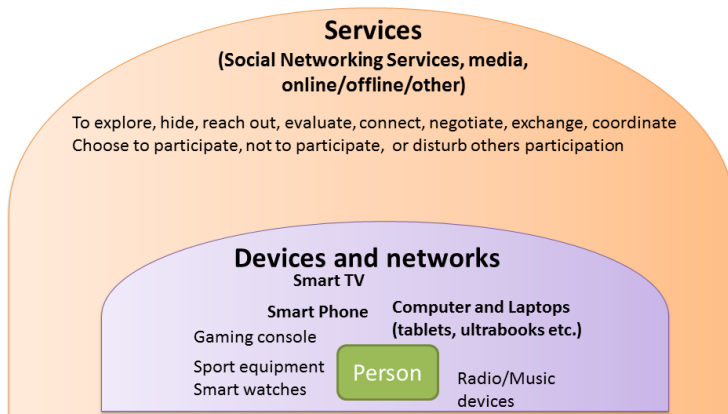 Services
(Social Networking Services, media,
online/offline/other)
To explore, hide, reach out, evaluate, connect, negotiate, exchange, coordinate
Choose to participate, not to participate, or disturb others participation
Devices and networks
Smart TV
Smart Phone
Computer and Laptops
(tablets, ultrabooks etc.)
Gaming console
Sport equipment
Smart watches
Person
Radio/Music
devices